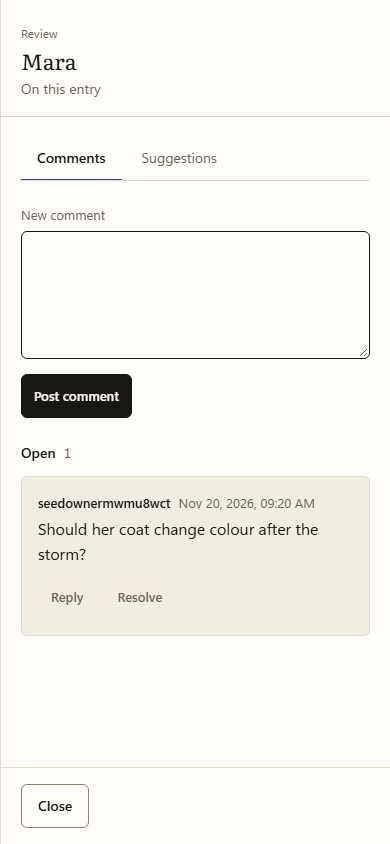 Review
Mara
On this entry
Comments Suggestions
New comment
Post comment
Open 1
seedownermwmu8wct Nov 20, 2026, 09:20 AM
Should her coat change colour after the
storm?
Reply Resolve
Close